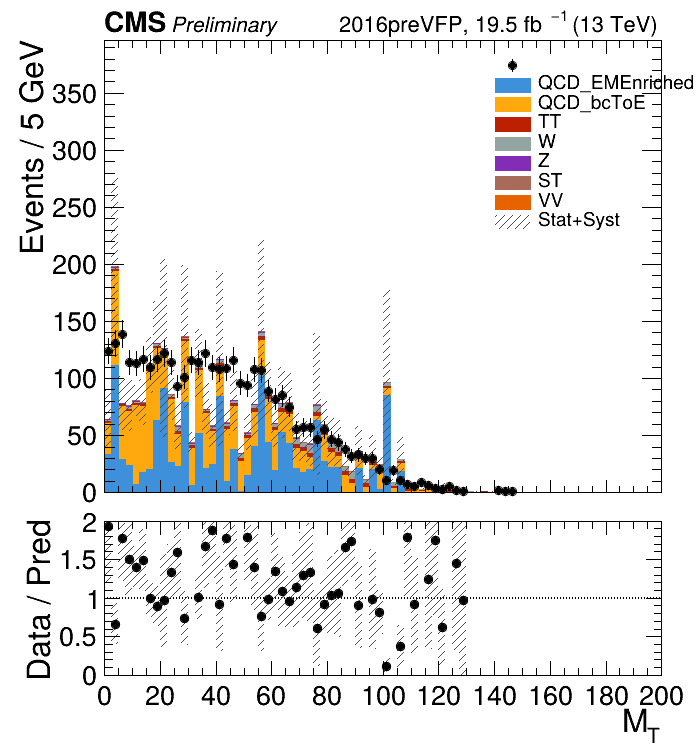 CMS Preliminary 2016preVFP, 19.5 fb⁻¹ (13 TeV)
Events / 5 GeV
350
300
250
200
150
100
50
0
QCD_EMEnriched
QCD_bcToE
TT
W
Z
ST
VV
Stat+Syst
Data / Pred
2
1.5
1
0.5
0
0 20 40 60 80 100 120 140 160 180 200
M_T